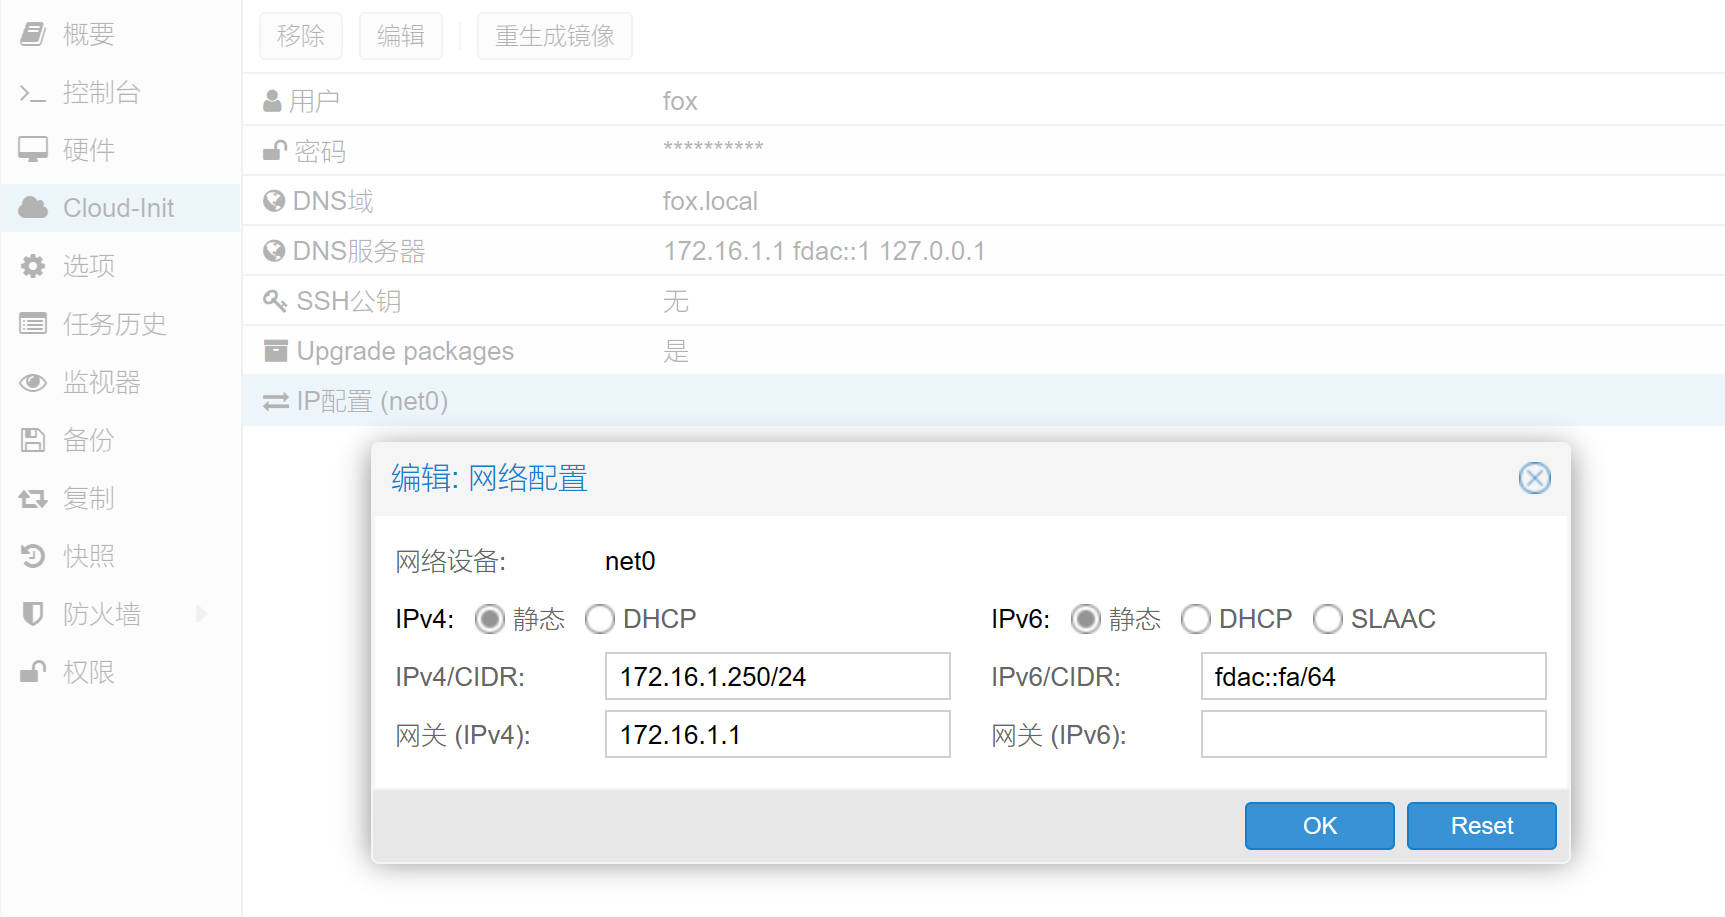 概要
控制台
硬件
Cloud-Init
选项
任务历史
监视器
备份
复制
快照
防火墙
权限
移除 编辑 重生成镜像
用户 fox
密码 **********
DNS域 fox.local
DNS服务器 172.16.1.1 fdac::1 127.0.0.1
SSH公钥 无
Upgrade packages 是
IP配置 (net0)
编辑: 网络配置
网络设备: net0
IPv4: 静态 DHCP IPv6: 静态 DHCP SLAAC
IPv4/CIDR: 172.16.1.250/24 IPv6/CIDR: fdac::fa/64
网关 (IPv4): 172.16.1.1 网关 (IPv6):
OK Reset